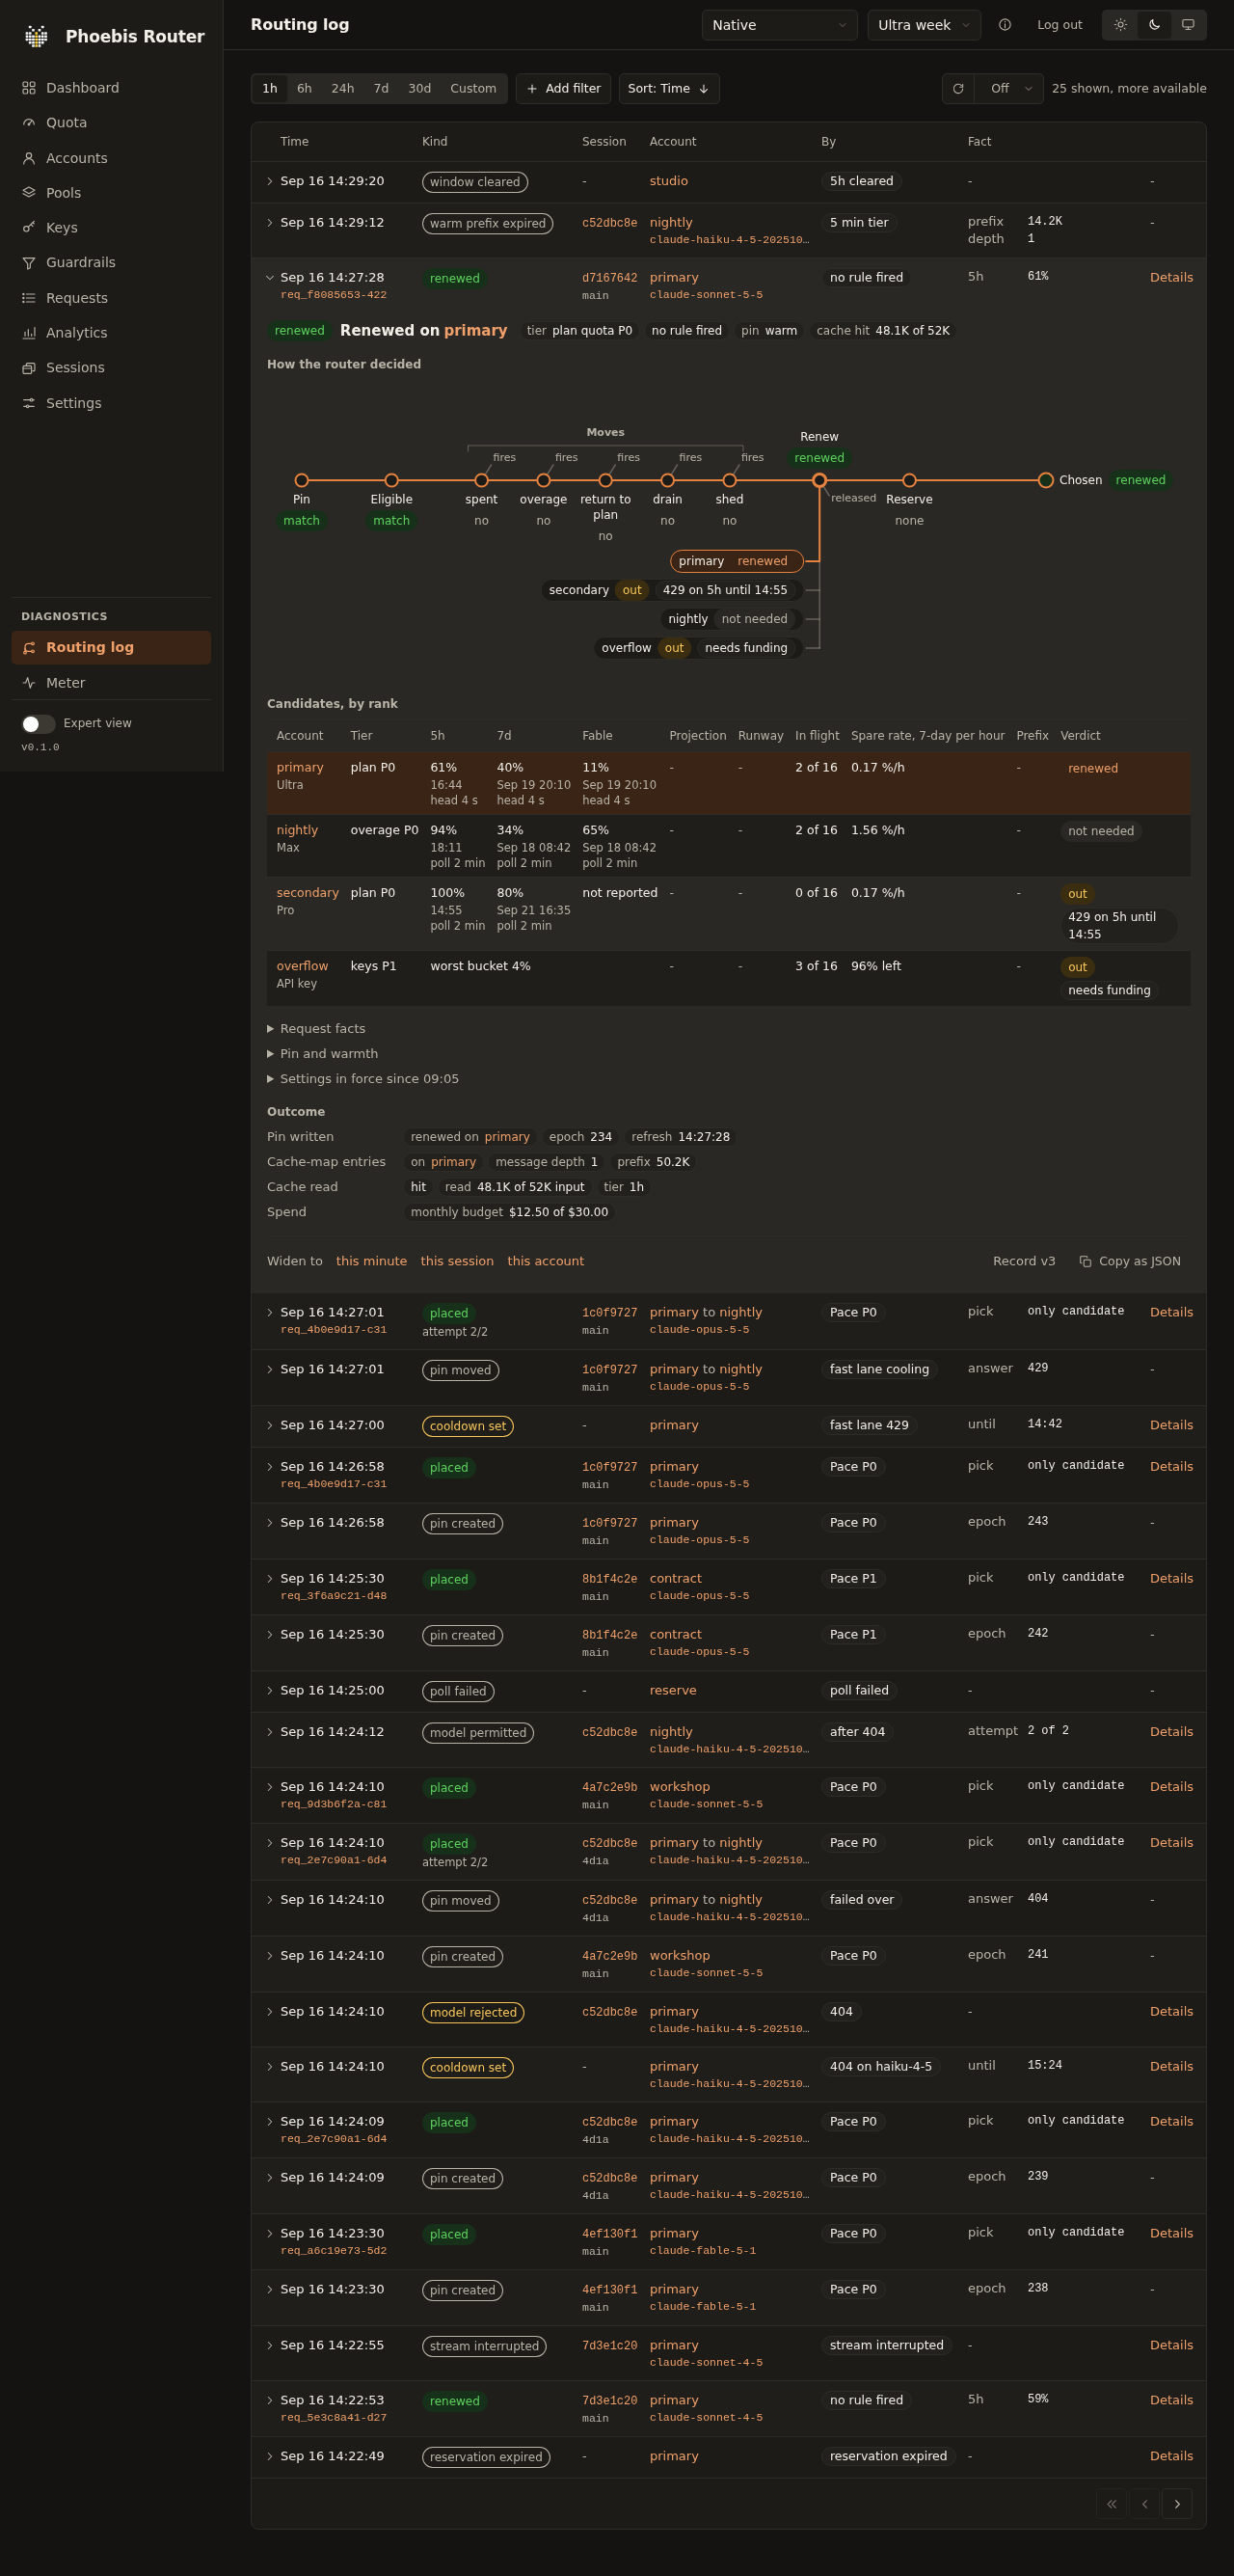 Phoebis Router
Dashboard
Quota
Accounts
Pools
Keys
Guardrails
Requests
Analytics
Sessions
Settings
DIAGNOSTICS
Routing log
Meter
Expert view
v0.1.0
Routing log
Native
Ultra week
Log out
1h 6h 24h 7d 30d Custom
Add filter
Sort: Time
Off
25 shown, more available
Time Kind Session Account By Fact
Sep 16 14:29:20 window cleared - studio 5h cleared - -
Sep 16 14:29:12 warm prefix expired c52dbc8e nightly 5 min tier prefix 14.2K -
claude-haiku-4-5-202510… depth 1
Sep 16 14:27:28 renewed d7167642 primary no rule fired 5h 61% Details
req_f8085653-422 main claude-sonnet-5-5
renewed Renewed on primary tier plan quota P0 no rule fired pin warm cache hit 48.1K of 52K
How the router decided
Moves
Renew
fires fires fires fires fires renewed
Chosen renewed
released
Pin Eligible spent overage return to plan drain shed Reserve
match match no no no no no none
primary renewed
secondary out 429 on 5h until 14:55
nightly not needed
overflow out needs funding
Candidates, by rank
Account Tier 5h 7d Fable Projection Runway In flight Spare rate, 7-day per hour Prefix Verdict
primary plan P0 61% 40% 11% - - 2 of 16 0.17 %/h - renewed
Ultra 16:44 Sep 19 20:10 Sep 19 20:10
head 4 s head 4 s head 4 s
nightly overage P0 94% 34% 65% - - 2 of 16 1.56 %/h - not needed
Max 18:11 Sep 18 08:42 Sep 18 08:42
poll 2 min poll 2 min poll 2 min
secondary plan P0 100% 80% not reported - - 0 of 16 0.17 %/h - out
Pro 14:55 Sep 21 16:35 429 on 5h until
poll 2 min poll 2 min 14:55
overflow keys P1 worst bucket 4% - - 3 of 16 96% left - out
API key needs funding
Request facts
Pin and warmth
Settings in force since 09:05
Outcome
Pin written renewed on primary epoch 234 refresh 14:27:28
Cache-map entries on primary message depth 1 prefix 50.2K
Cache read hit read 48.1K of 52K input tier 1h
Spend monthly budget $12.50 of $30.00
Widen to this minute this session this account Record v3 Copy as JSON
Sep 16 14:27:01 placed 1c0f9727 primary to nightly Pace P0 pick only candidate Details
req_4b0e9d17-c31 attempt 2/2 main claude-opus-5-5
Sep 16 14:27:01 pin moved 1c0f9727 primary to nightly fast lane cooling answer 429 -
main claude-opus-5-5
Sep 16 14:27:00 cooldown set - primary fast lane 429 until 14:42 Details
Sep 16 14:26:58 placed 1c0f9727 primary Pace P0 pick only candidate Details
req_4b0e9d17-c31 main claude-opus-5-5
Sep 16 14:26:58 pin created 1c0f9727 primary Pace P0 epoch 243 -
main claude-opus-5-5
Sep 16 14:25:30 placed 8b1f4c2e contract Pace P1 pick only candidate Details
req_3f6a9c21-d48 main claude-opus-5-5
Sep 16 14:25:30 pin created 8b1f4c2e contract Pace P1 epoch 242 -
main claude-opus-5-5
Sep 16 14:25:00 poll failed - reserve poll failed - -
Sep 16 14:24:12 model permitted c52dbc8e nightly after 404 attempt 2 of 2 Details
claude-haiku-4-5-202510…
Sep 16 14:24:10 placed 4a7c2e9b workshop Pace P0 pick only candidate Details
req_9d3b6f2a-c81 main claude-sonnet-5-5
Sep 16 14:24:10 placed c52dbc8e primary to nightly Pace P0 pick only candidate Details
req_2e7c90a1-6d4 attempt 2/2 4d1a claude-haiku-4-5-202510…
Sep 16 14:24:10 pin moved c52dbc8e primary to nightly failed over answer 404 -
4d1a claude-haiku-4-5-202510…
Sep 16 14:24:10 pin created 4a7c2e9b workshop Pace P0 epoch 241 -
main claude-sonnet-5-5
Sep 16 14:24:10 model rejected c52dbc8e primary 404 - Details
claude-haiku-4-5-202510…
Sep 16 14:24:10 cooldown set - primary 404 on haiku-4-5 until 15:24 Details
claude-haiku-4-5-202510…
Sep 16 14:24:09 placed c52dbc8e primary Pace P0 pick only candidate Details
req_2e7c90a1-6d4 4d1a claude-haiku-4-5-202510…
Sep 16 14:24:09 pin created c52dbc8e primary Pace P0 epoch 239 -
4d1a claude-haiku-4-5-202510…
Sep 16 14:23:30 placed 4ef130f1 primary Pace P0 pick only candidate Details
req_a6c19e73-5d2 main claude-fable-5-1
Sep 16 14:23:30 pin created 4ef130f1 primary Pace P0 epoch 238 -
main claude-fable-5-1
Sep 16 14:22:55 stream interrupted 7d3e1c20 primary stream interrupted - Details
claude-sonnet-4-5
Sep 16 14:22:53 renewed 7d3e1c20 primary no rule fired 5h 59% Details
req_5e3c8a41-d27 main claude-sonnet-4-5
Sep 16 14:22:49 reservation expired - primary reservation expired - Details